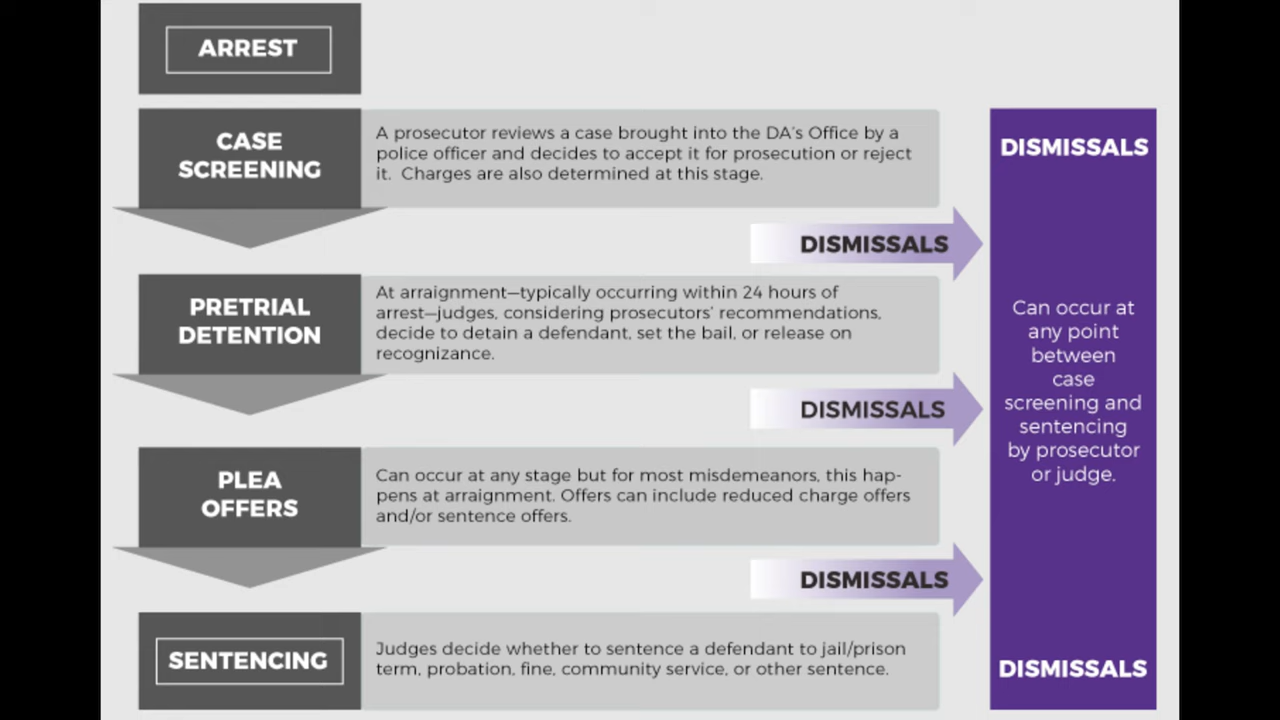 ARREST
CASE
SCREENING
A prosecutor reviews a case brought into the DA's Office by a
police officer and decides to accept it for prosecution or reject
it. Charges are also determined at this stage.
DISMISSALS
PRETRIAL
DETENTION
At arraignment—typically occurring within 24 hours of
arrest—judges, considering prosecutors' recommendations,
decide to detain a defendant, set the bail, or release on
recognizance.
DISMISSALS
PLEA
OFFERS
Can occur at any stage but for most misdemeanors, this hap-
pens at arraignment. Offers can include reduced charge offers
and/or sentence offers.
DISMISSALS
SENTENCING
Judges decide whether to sentence a defendant to jail/prison
term, probation, fine, community service, or other sentence.
DISMISSALS
Can occur at
any point
between
case
screening and
sentencing
by prosecutor
or judge.
DISMISSALS